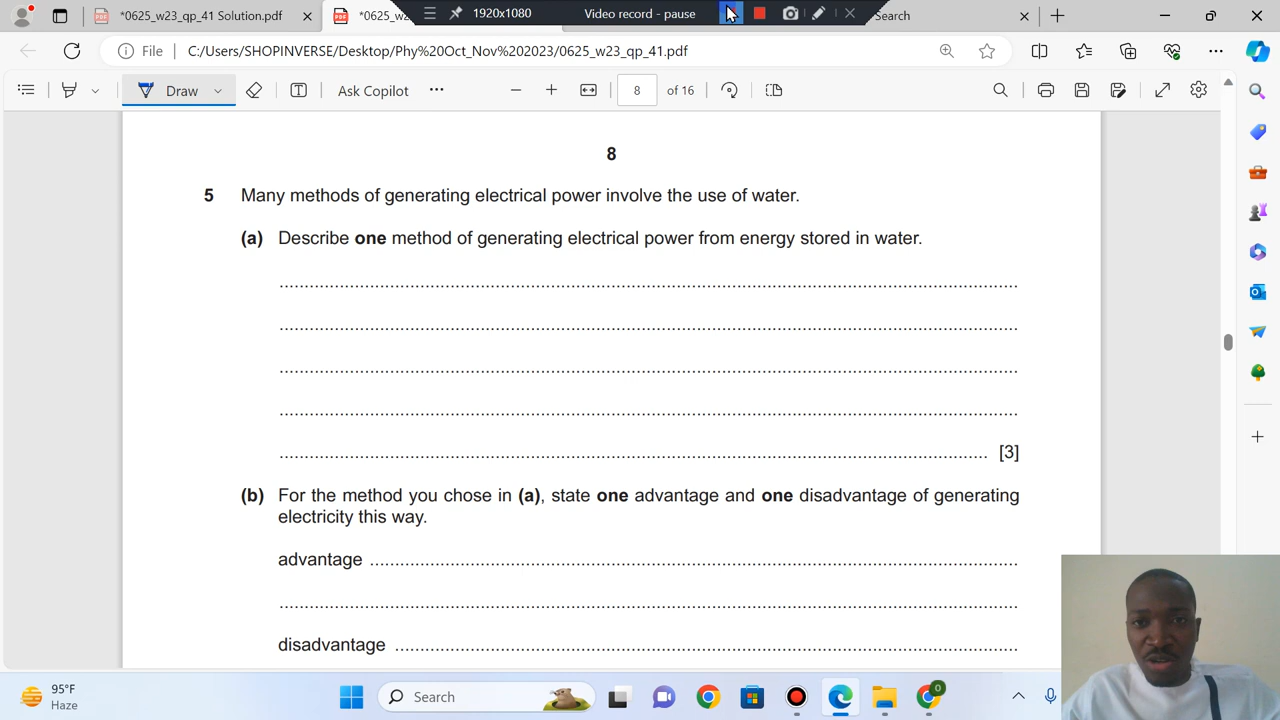 *0625_w23_qp_41 Solution.pdf
*0625_w2
1920x1080
Video record - pause
Search
File
C:/Users/SHOPINVERSE/Desktop/Phy%20Oct_Nov%202023/0625_w23_qp_41.pdf
Draw
Ask Copilot
8
of 16
8
5 Many methods of generating electrical power involve the use of water.
(a) Describe one method of generating electrical power from energy stored in water.
[3]
(b) For the method you chose in (a), state one advantage and one disadvantage of generating
electricity this way.
advantage
disadvantage
95°F
Haze
Search
0